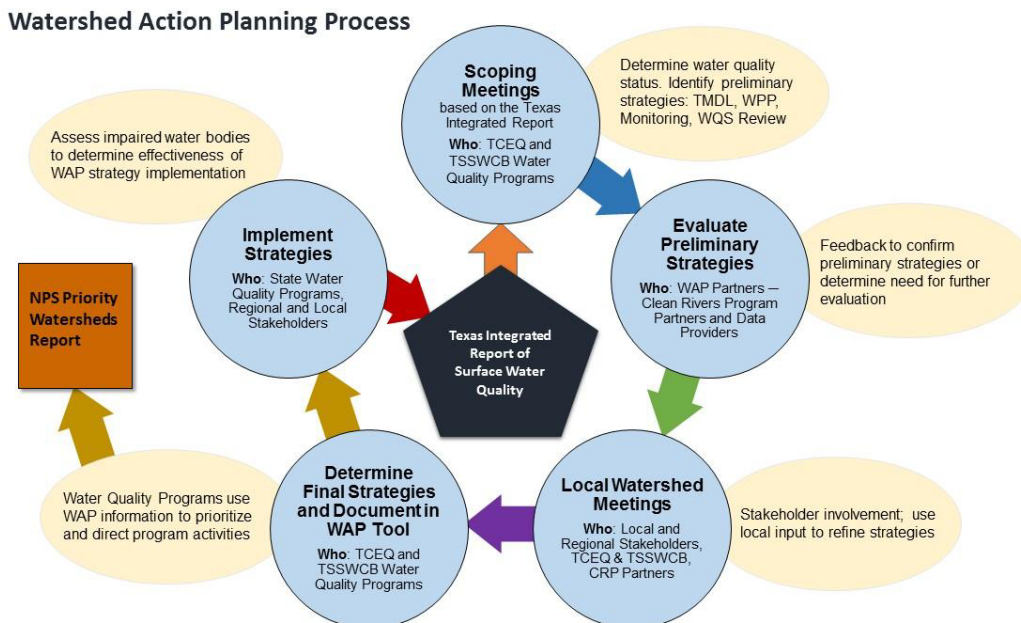 Watershed Action Planning Process
Scoping
Meetings
based on the Texas
Integrated Report
Who: TCEQ and
TSSWCB Water
Quality Programs
Determine water quality
status. Identify preliminary
strategies: TMDL, WPP,
Monitoring, WQS Review
Evaluate
Preliminary
Strategies
Who: WAP Partners —
Clean Rivers Program
Partners and Data
Providers
Feedback to confirm
preliminary strategies or
determine need for further
evaluation
Local Watershed
Meetings
Who: Local and
Regional Stakeholders,
TCEQ & TSSWCB,
CRP Partners
Stakeholder involvement; use
local input to refine strategies
Determine
Final Strategies
and Document in
WAP Tool
Who: TCEQ and
TSSWCB Water
Quality Programs
Water Quality Programs use
WAP information to prioritize
and direct program activities
NPS Priority
Watersheds
Report
Implement
Strategies
Who: State Water
Quality Programs,
Regional and Local
Stakeholders
Assess impaired water bodies
to determine effectiveness of
WAP strategy implementation
Texas Integrated
Report of
Surface Water
Quality